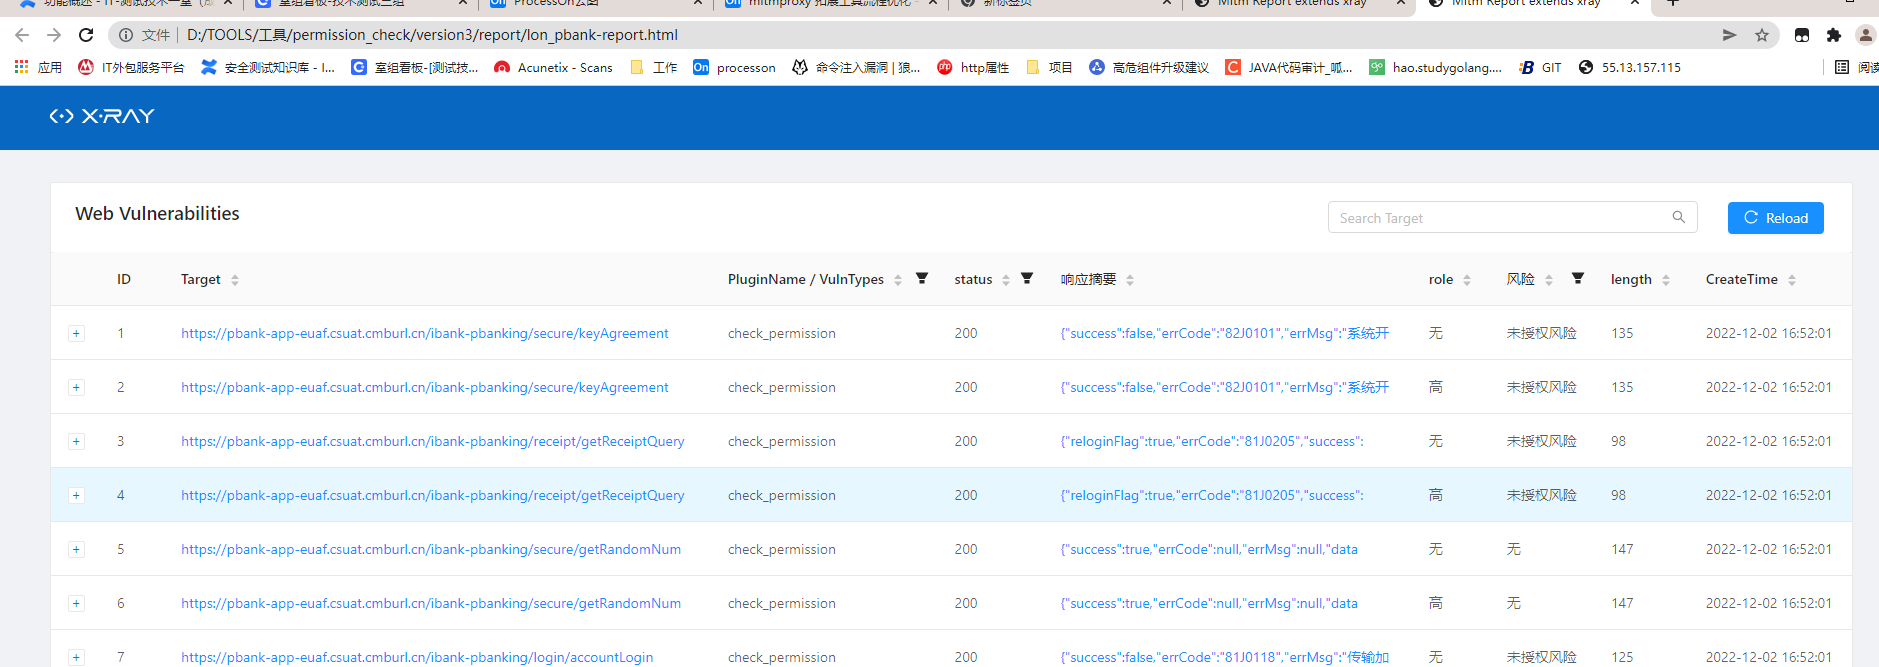 功能概述 - IT-测试技术一室（成
室组看板-技术测试三组
On ProcessOn云图
On mitmproxy 拓展工具流程优化 -
新标签页
Mitm Report extends xray
Mitm Report extends xray
文件 D:/TOOLS/工具/permission_check/version3/report/lon_pbank-report.html
应用 IT外包服务平台 安全测试知识库 - I... 室组看板-[测试技... Acunetix - Scans 工作 On processon 命令注入漏洞 | 狼... php http属性 项目 高危组件升级建议 C JAVA代码审计_呱... go hao.studygolang.... GIT 55.13.157.115 阅读
X-RAY
Web Vulnerabilities Search Target Reload
ID Target PluginName / VulnTypes status 响应摘要 role 风险 length CreateTime
+ 1 https://pbank-app-euaf.csuat.cmburl.cn/ibank-pbanking/secure/keyAgreement check_permission 200 {"success":false,"errCode":"82J0101","errMsg":"系统开 无 未授权风险 135 2022-12-02 16:52:01
+ 2 https://pbank-app-euaf.csuat.cmburl.cn/ibank-pbanking/secure/keyAgreement check_permission 200 {"success":false,"errCode":"82J0101","errMsg":"系统开 高 未授权风险 135 2022-12-02 16:52:01
+ 3 https://pbank-app-euaf.csuat.cmburl.cn/ibank-pbanking/receipt/getReceiptQuery check_permission 200 {"reloginFlag":true,"errCode":"81J0205","success": 无 未授权风险 98 2022-12-02 16:52:01
+ 4 https://pbank-app-euaf.csuat.cmburl.cn/ibank-pbanking/receipt/getReceiptQuery check_permission 200 {"reloginFlag":true,"errCode":"81J0205","success": 高 未授权风险 98 2022-12-02 16:52:01
+ 5 https://pbank-app-euaf.csuat.cmburl.cn/ibank-pbanking/secure/getRandomNum check_permission 200 {"success":true,"errCode":null,"errMsg":null,"data 无 无 147 2022-12-02 16:52:01
+ 6 https://pbank-app-euaf.csuat.cmburl.cn/ibank-pbanking/secure/getRandomNum check_permission 200 {"success":true,"errCode":null,"errMsg":null,"data 高 无 147 2022-12-02 16:52:01
+ 7 https://pbank-app-euaf.csuat.cmburl.cn/ibank-pbanking/login/accountLogin check_permission 200 {"success":false,"errCode":"81J0118","errMsg":"传输加 无 未授权风险 125 2022-12-02 16:52:01